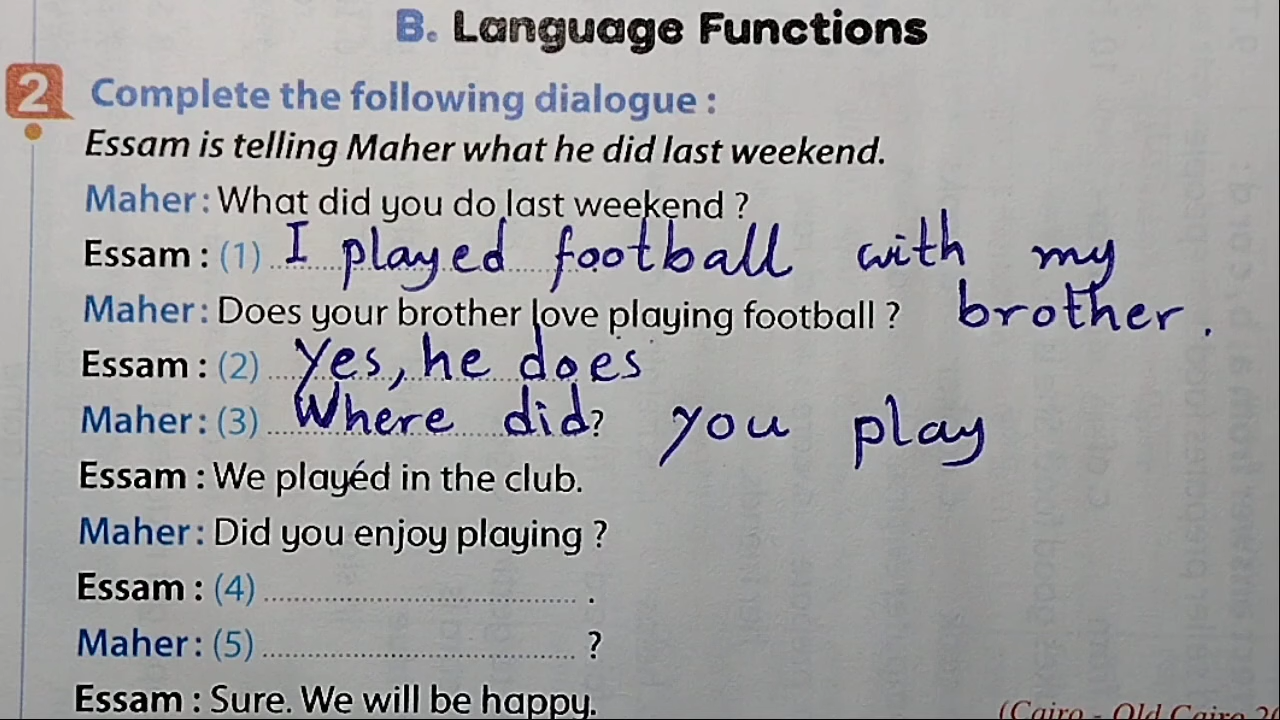 B. Language Functions
2 Complete the following dialogue :
Essam is telling Maher what he did last weekend.
Maher : What did you do last weekend ?
Essam : (1) I played football with my
brother.
Maher : Does your brother love playing football ?
Essam : (2) Yes, he does
Maher : (3) Where did? you play
Essam : We played in the club.
Maher : Did you enjoy playing ?
Essam : (4) ........................................ .
Maher : (5) ........................................ ?
Essam : Sure. We will be happy.
(Cairo - Old Cairo